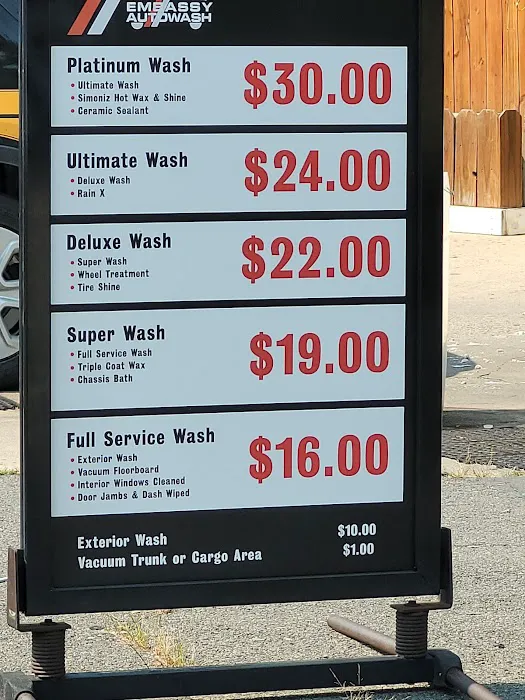 EMBASSY
AUTOWASH
Platinum Wash
• Ultimate Wash
• Simoniz Hot Wax & Shine
• Ceramic Sealant
$30.00
Ultimate Wash
• Deluxe Wash
• Rain X
$24.00
Deluxe Wash
• Super Wash
• Wheel Treatment
• Tire Shine
$22.00
Super Wash
• Full Service Wash
• Triple Coat Wax
• Chassis Bath
$19.00
Full Service Wash
• Exterior Wash
• Vacuum Floorboard
• Interior Windows Cleaned
• Door Jambs & Dash Wiped
$16.00
Exterior Wash $10.00
Vacuum Trunk or Cargo Area $1.00